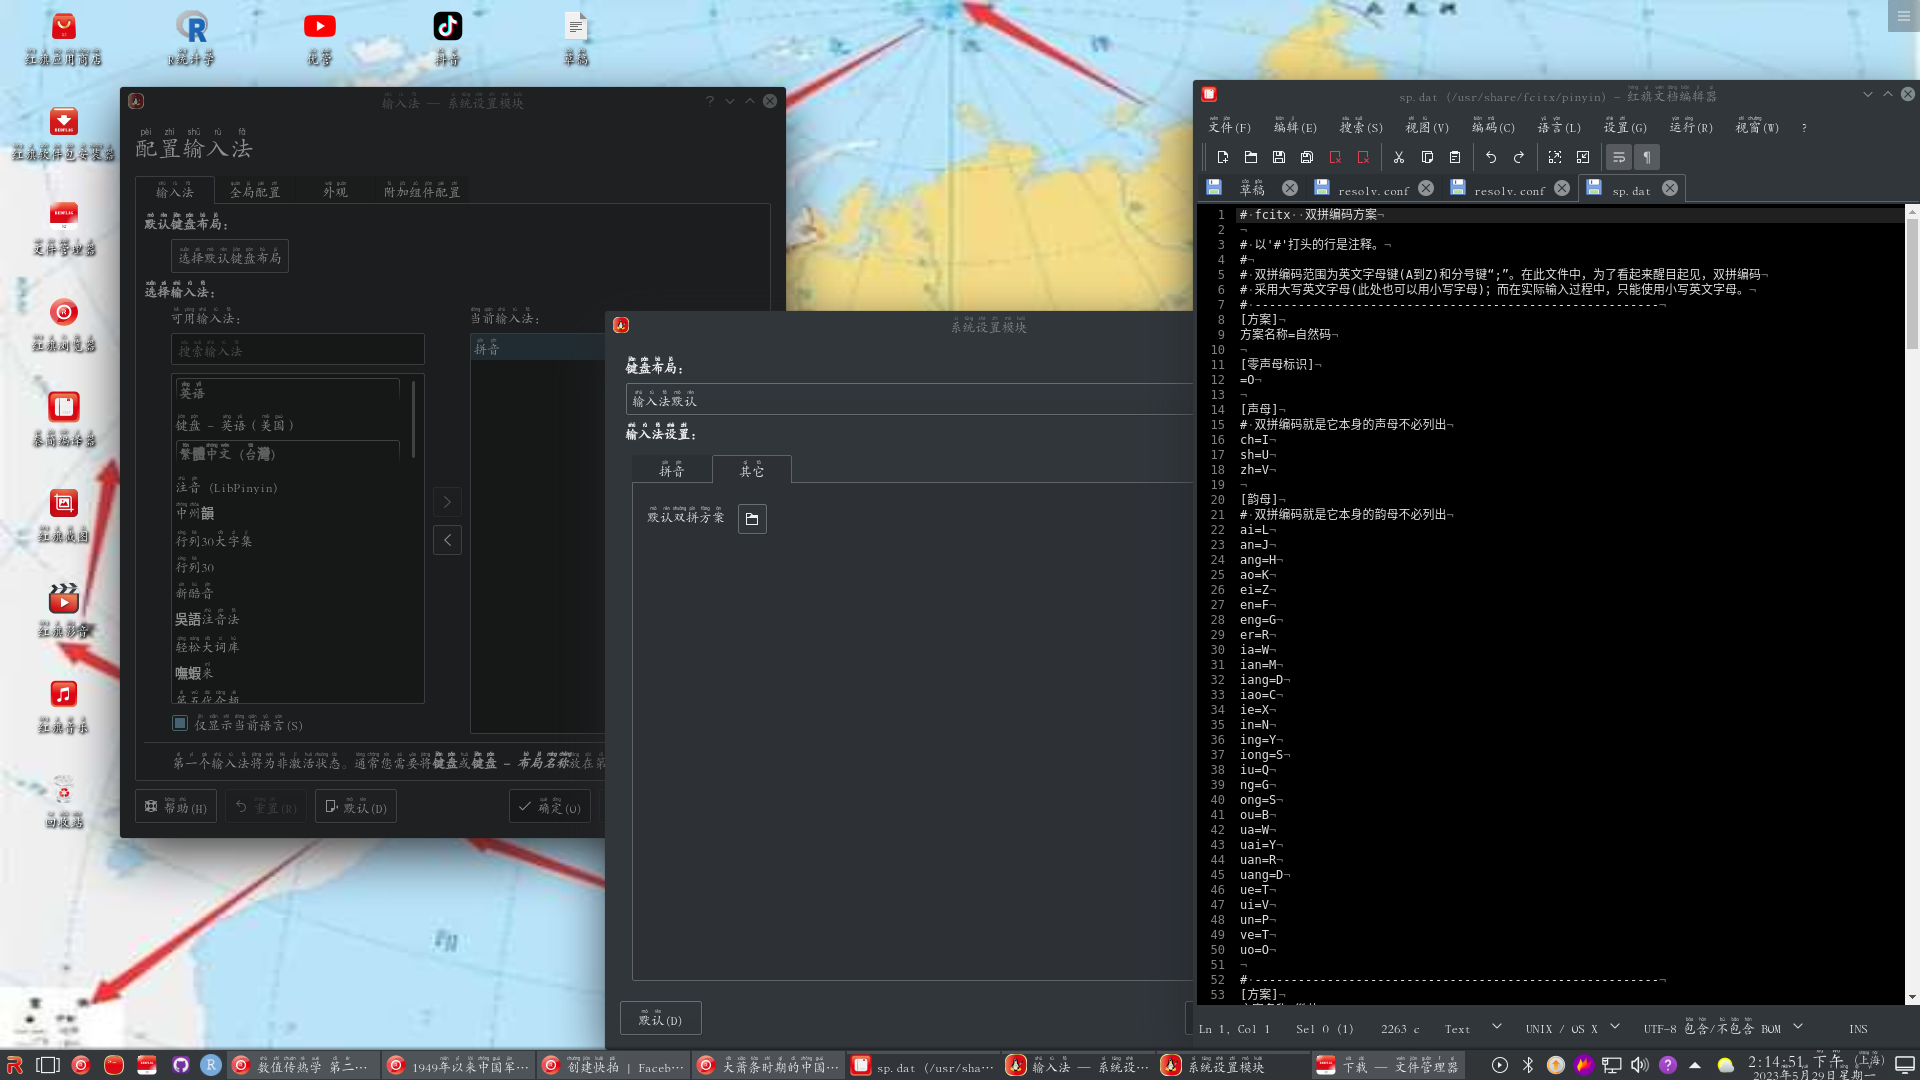 红旗应用商店
R统计学
优管
抖音
草稿
红旗软件包安装器
文件管理器
红旗浏览器
红旗截图
红旗影音
红旗音乐
回收站
输入法 — 系统设置模块
pèi zhì shū rù fǎ
配置输入法
输入法 全局配置 外观 附加组件配置
默认键盘布局:
选择默认键盘布局
选择输入法:
可用输入法:
当前输入法:
搜索输入法
拼音
英语
键盘 - 英语 (美国)
繁體中文 (台灣)
注音 (LibPinyin)
中州韻
行列30大字集
行列30
新酷音
吳語注音法
轻松大词库
嘸蝦米
第五代仓颉
仅显示当前语言(S)
第一个输入法将为非激活状态。通常您需要将键盘或键盘 - 布局名称放在第
帮助(H) 重置(R) 默认(D) 确定(O)
系统设置模块
键盘布局:
输入法默认
输入法设置:
拼音 其它
默认双拼方案
默认(D)
sp.dat (/usr/share/fcitx/pinyin) - 红旗文档编辑器
文件(F) 编辑(E) 搜索(S) 视图(V) 编码(C) 语言(L) 设置(G) 运行(R) 视窗(W) ?
草稿 resolv.conf resolv.conf sp.dat
1 #·fcitx··双拼编码方案¬
2 ¬
3 #·以'#'打头的行是注释。¬
4 #¬
5 #·双拼编码范围为英文字母键(A到Z)和分号键“;”。在此文件中，为了看起来醒目起见，双拼编码¬
6 #·采用大写英文字母(此处也可以用小写字母)；而在实际输入过程中，只能使用小写英文字母。¬
7 #·--------------------------------------------------------¬
8 [方案]¬
9 方案名称=自然码¬
10 ¬
11 [零声母标识]¬
12 =O¬
13 ¬
14 [声母]¬
15 #·双拼编码就是它本身的声母不必列出¬
16 ch=I¬
17 sh=U¬
18 zh=V¬
19 ¬
20 [韵母]¬
21 #·双拼编码就是它本身的韵母不必列出¬
22 ai=L¬
23 an=J¬
24 ang=H¬
25 ao=K¬
26 ei=Z¬
27 en=F¬
28 eng=G¬
29 er=R¬
30 ia=W¬
31 ian=M¬
32 iang=D¬
33 iao=C¬
34 ie=X¬
35 in=N¬
36 ing=Y¬
37 iong=S¬
38 iu=Q¬
39 ng=G¬
40 ong=S¬
41 ou=B¬
42 ua=W¬
43 uai=Y¬
44 uan=R¬
45 uang=D¬
46 ue=T¬
47 ui=V¬
48 un=P¬
49 ve=T¬
50 uo=O¬
51 ¬
52 #·--------------------------------------------------------¬
53 [方案]¬
Ln 1, Col 1 Sel 0 (1) 2263 c Text UNIX / OS X UTF-8 包含/不包含 BOM INS
数值传热学 第二… 1949年以来中国军… 创建快拍 | Faceb… 大萧条时期的中国… sp.dat (/usr/sha… 输入法 — 系统设… 系统设置模块 下载 — 文件管理器
2:14:51 下午 (上海)
2023年5月29日星期一